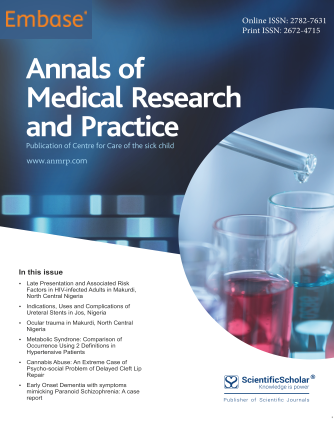 Embase®
Online ISSN: 2782-7631
Print ISSN: 2672-4715
Annals of
Medical Research
and Practice
Publication of Centre for Care of the sick child
www.anmrp.com
In this issue
• Late Presentation and Associated Risk
Factors in HIV-infected Adults in Makurdi,
North Central Nigeria
• Indications, Uses and Complications of
Ureteral Stents in Jos, Nigeria
• Ocular trauma in Makurdi, North Central
Nigeria
• Metabolic Syndrome: Comparison of
Occurrence Using 2 Definitions in
Hypertensive Patients
• Cannabis Abuse: An Extreme Case of
Psycho-social Problem of Delayed Cleft Lip
Repair
• Early Onset Dementia with symptoms
mimicking Paranoid Schizophrenia: A case
report
ScientificScholar®
Knowledge is power
Publisher of Scientific Journals